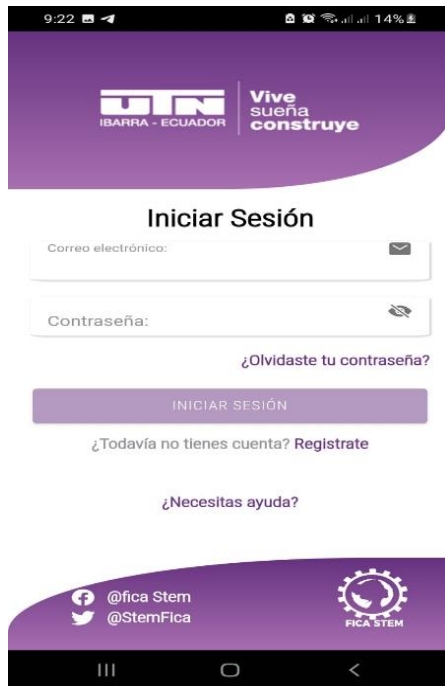 9:22
14%
UTN
IBARRA - ECUADOR
Vive
sueña
construye
Iniciar Sesión
Correo electrónico:
Contraseña:
¿Olvidaste tu contraseña?
INICIAR SESIÓN
¿Todavía no tienes cuenta? Registrate
¿Necesitas ayuda?
@fica Stem
@StemFica
FICA STEM